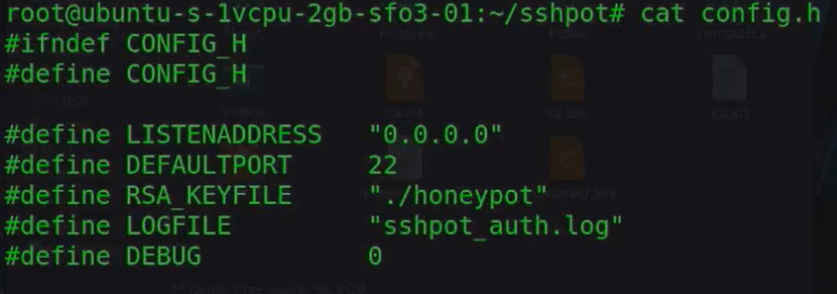 root@ubuntu-s-1vcpu-2gb-sfo3-01:~/sshpot# cat config.h
#ifndef CONFIG_H
#define CONFIG_H
#define LISTENADDRESS   "0.0.0.0"
#define DEFAULTPORT     22
#define RSA_KEYFILE     "./honeypot"
#define LOGFILE         "sshpot_auth.log"
#define DEBUG           0